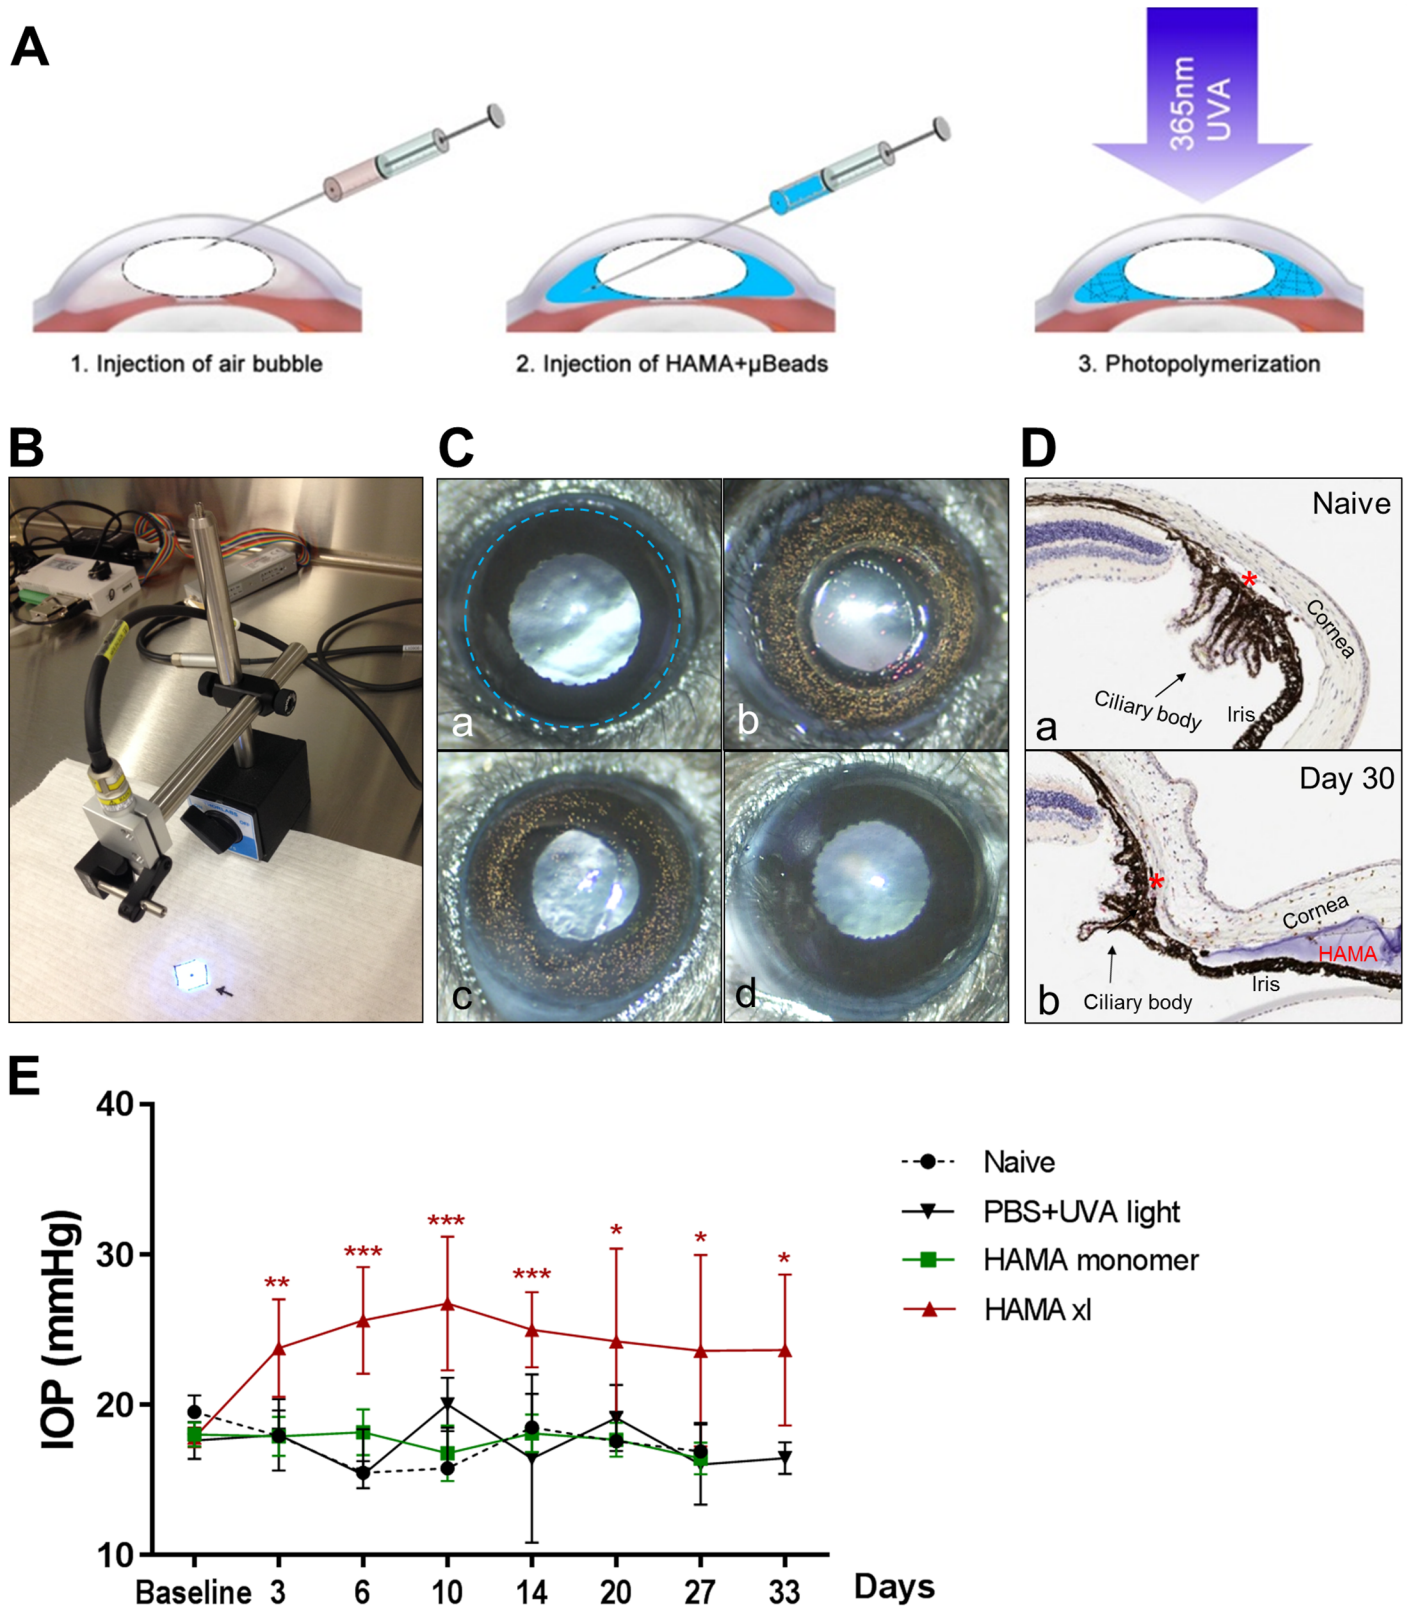 A
365nm
UVA
1. Injection of air bubble
2. Injection of HAMA+µBeads
3. Photopolymerization
B
C
D
a
b
c
d
Naive
*
Cornea
Ciliary body
Iris
a
Day 30
*
Cornea
HAMA
Iris
Ciliary body
b
E
40
30
20
10
IOP (mmHg)
**
***
***
***
*
*
*
Naive
PBS+UVA light
HAMA monomer
HAMA xl
Baseline 3 6 10 14 20 27 33 Days